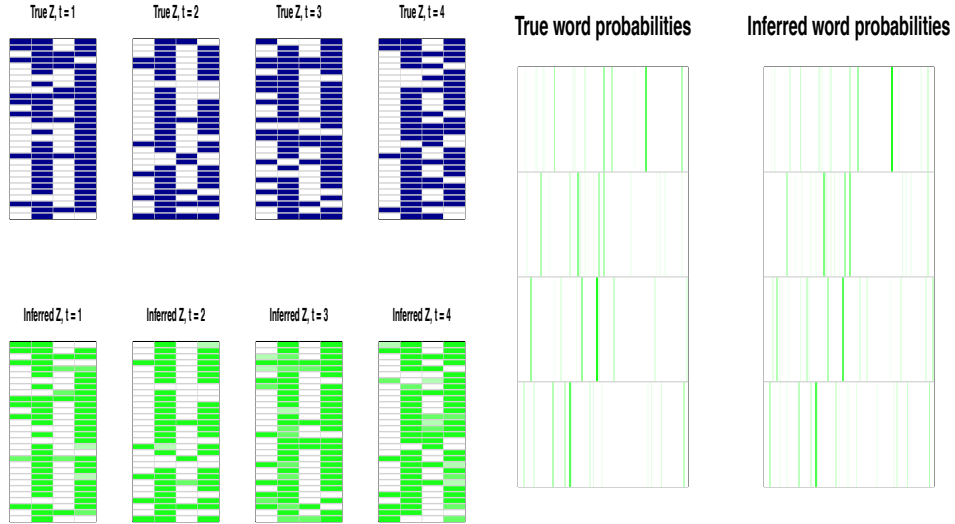 True Z, t = 1
True Z, t = 2
True Z, t = 3
True Z, t = 4
True word probabilities
Inferred word probabilities
Inferred Z, t = 1
Inferred Z, t = 2
Inferred Z, t = 3
Inferred Z, t = 4